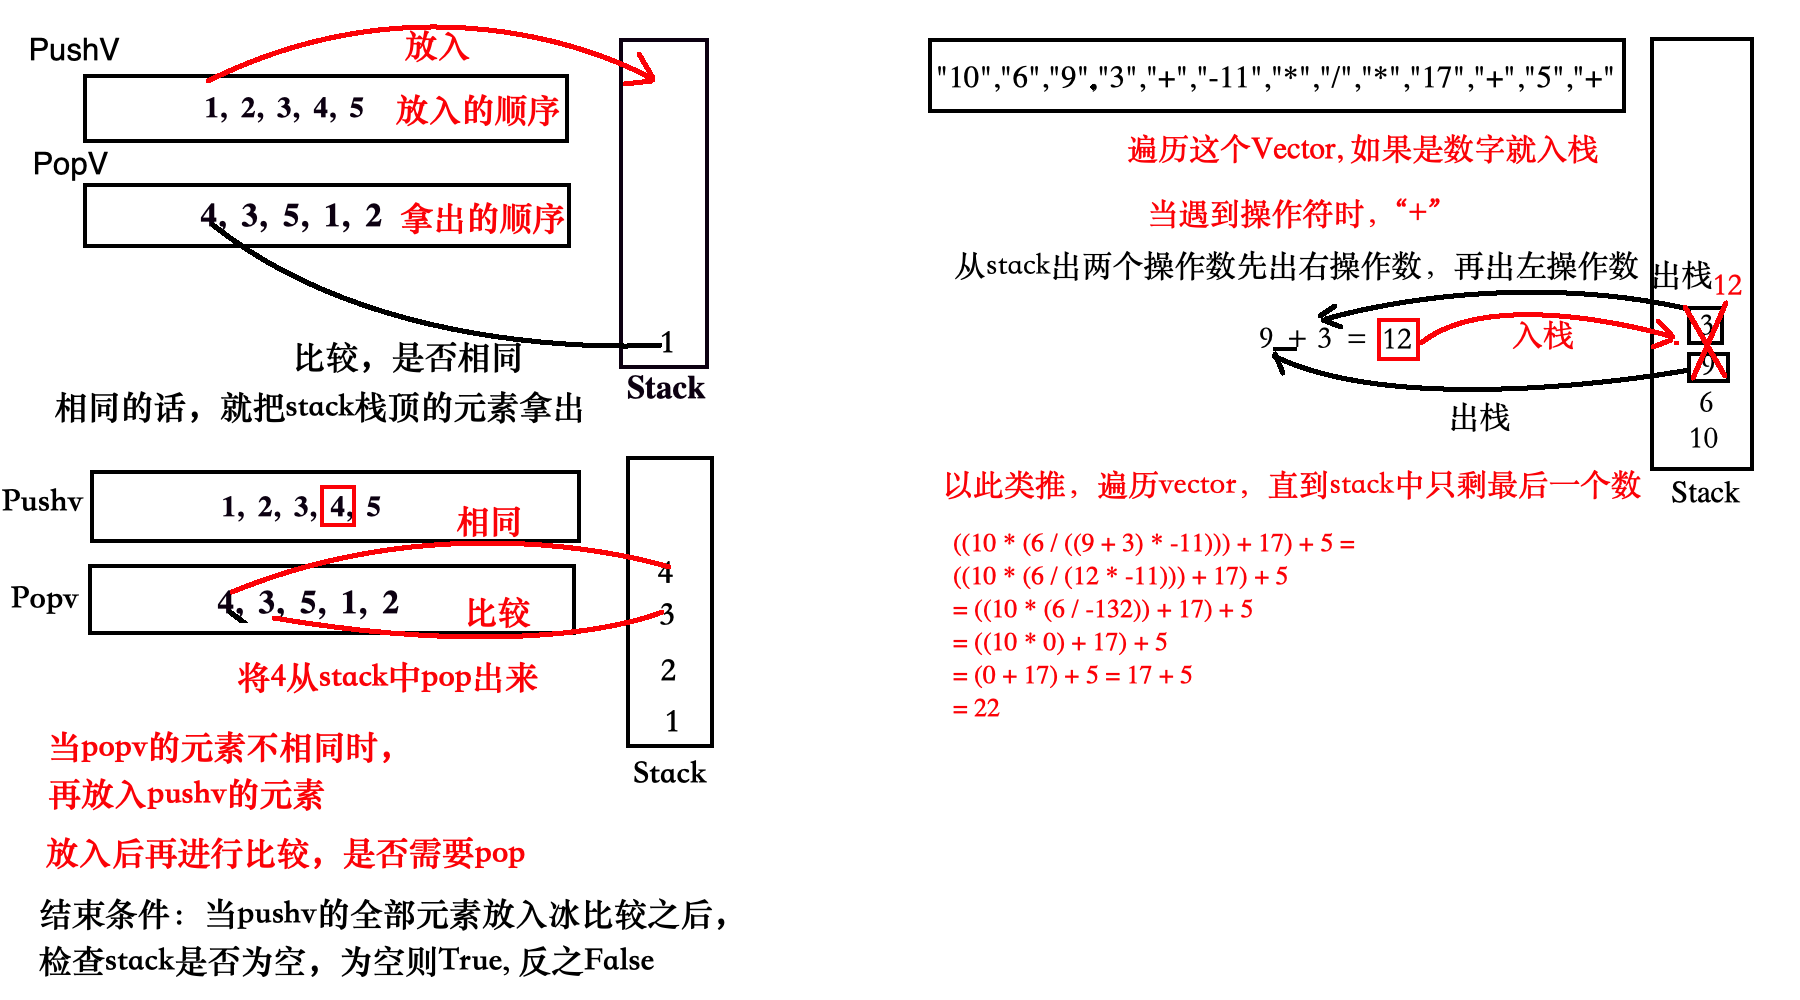 PushV
放入
1, 2, 3, 4, 5 放入的顺序
PopV
4, 3, 5, 1, 2 拿出的顺序
1
比较，是否相同
Stack
相同的话，就把stack栈顶的元素拿出
Pushv
1, 2, 3, 4, 5
相同
Popv
4, 3, 5, 1, 2
比较
4
3
2
1
将4从stack中pop出来
Stack
当popv的元素不相同时，
再放入pushv的元素
放入后再进行比较，是否需要pop
结束条件：当pushv的全部元素放入冰比较之后，
检查stack是否为空，为空则True, 反之False
"10","6","9","3","+","-11","*","/","*","17","+","5","+"
遍历这个Vector, 如果是数字就入栈
当遇到操作符时，“+”
从stack出两个操作数先出右操作数，再出左操作数
出栈
12
9 + 3 = 12
入栈
3
9
出栈
6
10
以此类推，遍历vector，直到stack中只剩最后一个数
Stack
((10 * (6 / ((9 + 3) * -11))) + 17) + 5 =
((10 * (6 / (12 * -11))) + 17) + 5
= ((10 * (6 / -132)) + 17) + 5
= ((10 * 0) + 17) + 5
= (0 + 17) + 5 = 17 + 5
= 22